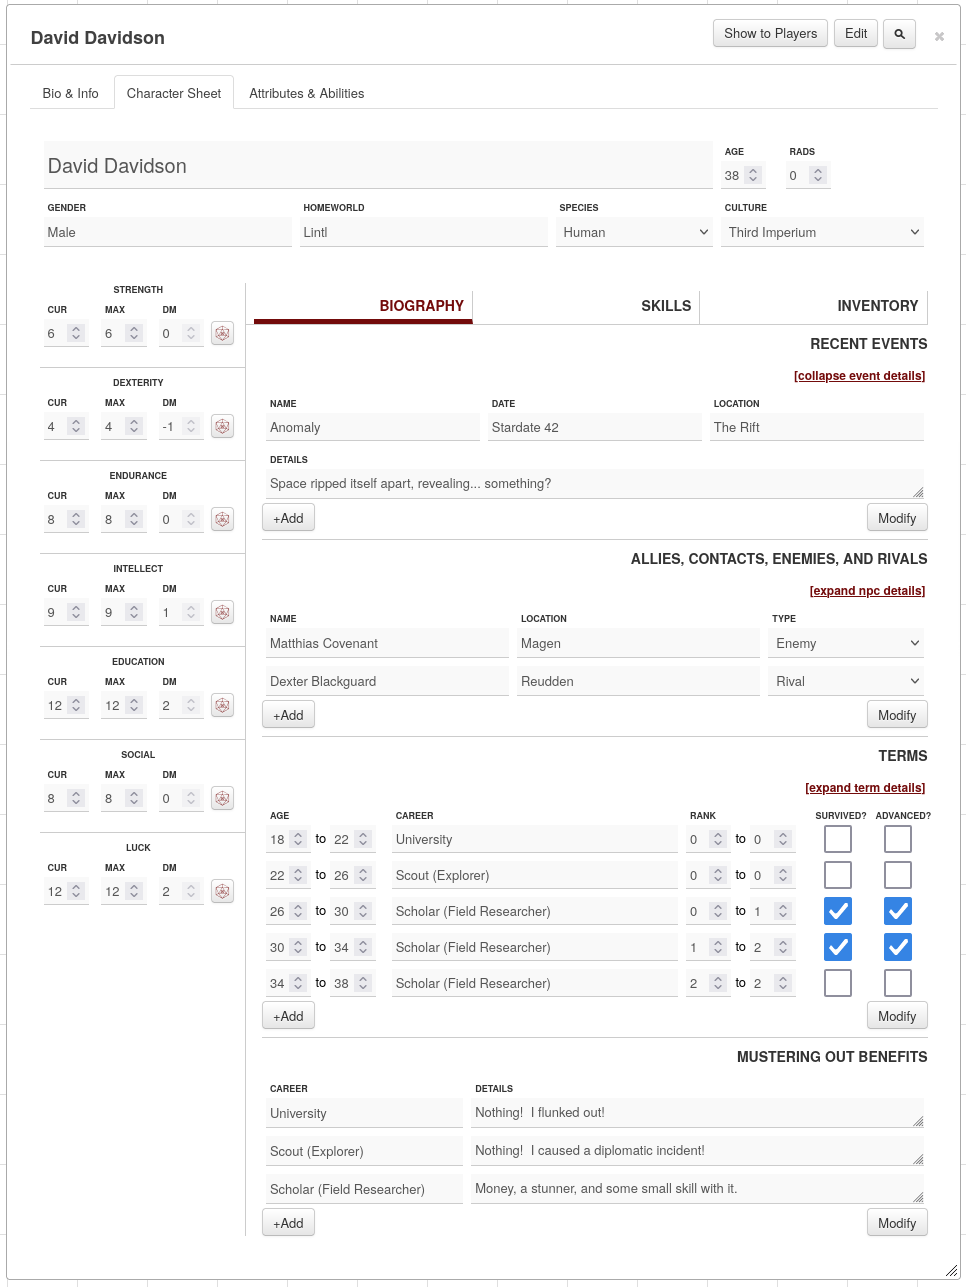 David Davidson
Show to Players Edit
Bio & Info Character Sheet Attributes & Abilities
David Davidson
AGE RADS
38 0
GENDER HOMEWORLD SPECIES CULTURE
Male Lintl Human Third Imperium
STRENGTH
CUR MAX DM
6 6 0
DEXTERITY
CUR MAX DM
4 4 -1
ENDURANCE
CUR MAX DM
8 8 0
INTELLECT
CUR MAX DM
9 9 1
EDUCATION
CUR MAX DM
12 12 2
SOCIAL
CUR MAX DM
8 8 0
LUCK
CUR MAX DM
12 12 2
BIOGRAPHY SKILLS INVENTORY
RECENT EVENTS
[collapse event details]
NAME DATE LOCATION
Anomaly Stardate 42 The Rift
DETAILS
Space ripped itself apart, revealing... something?
+Add Modify
ALLIES, CONTACTS, ENEMIES, AND RIVALS
[expand npc details]
NAME LOCATION TYPE
Matthias Covenant Magen Enemy
Dexter Blackguard Reudden Rival
+Add Modify
TERMS
[expand term details]
AGE CAREER RANK SURVIVED? ADVANCED?
18 to 22 University 0 to 0
22 to 26 Scout (Explorer) 0 to 0
26 to 30 Scholar (Field Researcher) 0 to 1
30 to 34 Scholar (Field Researcher) 1 to 2
34 to 38 Scholar (Field Researcher) 2 to 2
+Add Modify
MUSTERING OUT BENEFITS
CAREER DETAILS
University Nothing! I flunked out!
Scout (Explorer) Nothing! I caused a diplomatic incident!
Scholar (Field Researcher) Money, a stunner, and some small skill with it.
+Add Modify